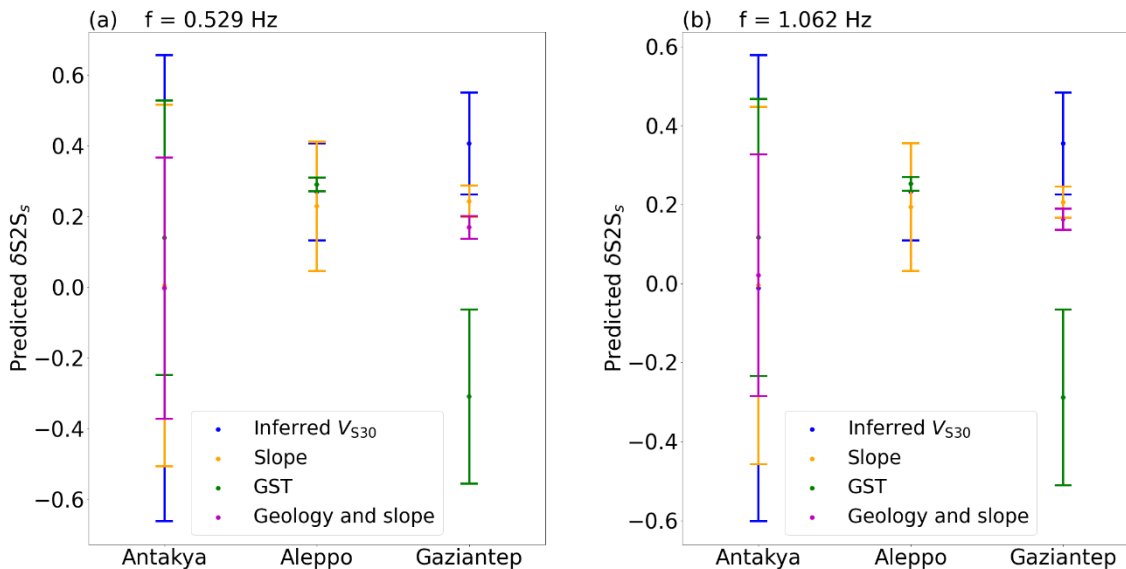 (a) f = 0.529 Hz
Predicted δS2Sₛ
0.6
0.4
0.2
0.0
−0.2
−0.4
−0.6
Inferred V_S30
Slope
GST
Geology and slope
Antakya Aleppo Gaziantep
(b) f = 1.062 Hz
Predicted δS2Sₛ
0.6
0.4
0.2
0.0
−0.2
−0.4
−0.6
Inferred V_S30
Slope
GST
Geology and slope
Antakya Aleppo Gaziantep